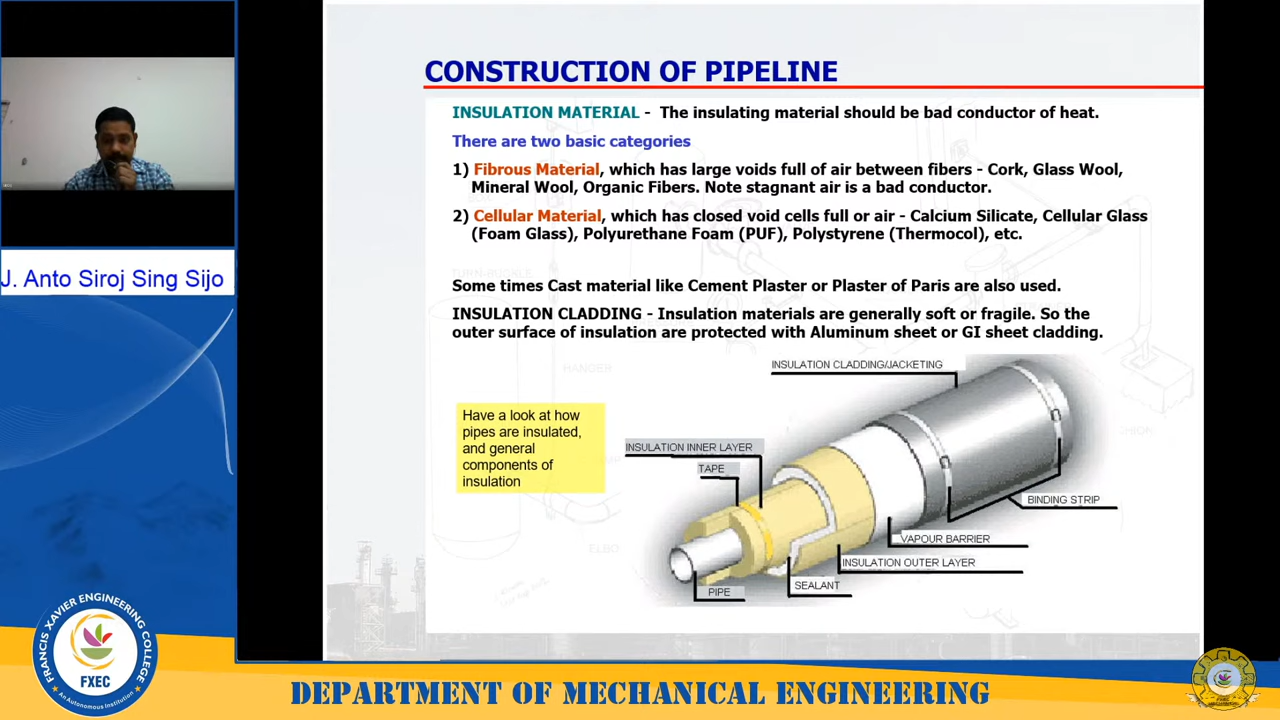 CONSTRUCTION OF PIPELINE
INSULATION MATERIAL - The insulating material should be bad conductor of heat.
There are two basic categories
1) Fibrous Material, which has large voids full of air between fibers - Cork, Glass Wool,
Mineral Wool, Organic Fibers. Note stagnant air is a bad conductor.
2) Cellular Material, which has closed void cells full or air - Calcium Silicate, Cellular Glass
(Foam Glass), Polyurethane Foam (PUF), Polystyrene (Thermocol), etc.
J. Anto Siroj Sing Sijo
TURN-BUCKLE
Some times Cast material like Cement Plaster or Plaster of Paris are also used.
INSULATION CLADDING - Insulation materials are generally soft or fragile. So the
outer surface of insulation are protected with Aluminum sheet or GI sheet cladding.
HANGER
INSULATION CLADDING/JACKETING
Have a look at how
pipes are insulated,
and general
components of
insulation
INSULATION INNER LAYER
TAPE
BINDING STRIP
VAPOUR BARRIER
INSULATION OUTER LAYER
SEALANT
PIPE
FRANCIS XAVIER ENGINEERING COLLEGE
FXEC
An Autonomous Institution
DEPARTMENT OF MECHANICAL ENGINEERING